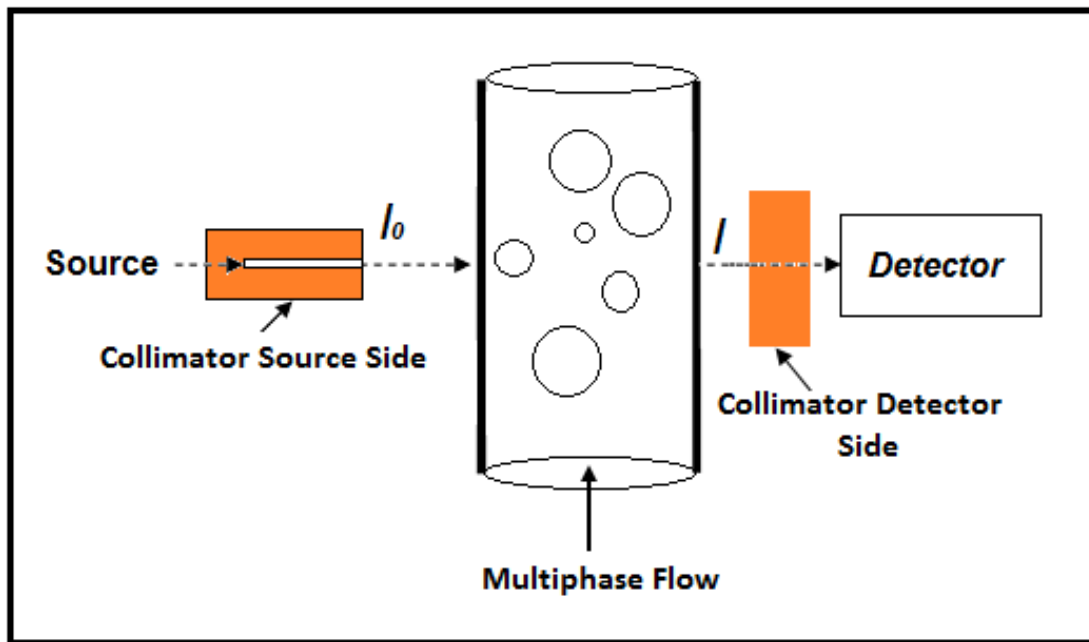 Source
I0
Collimator Source Side
I
Detector
Collimator Detector
Side
Multiphase Flow